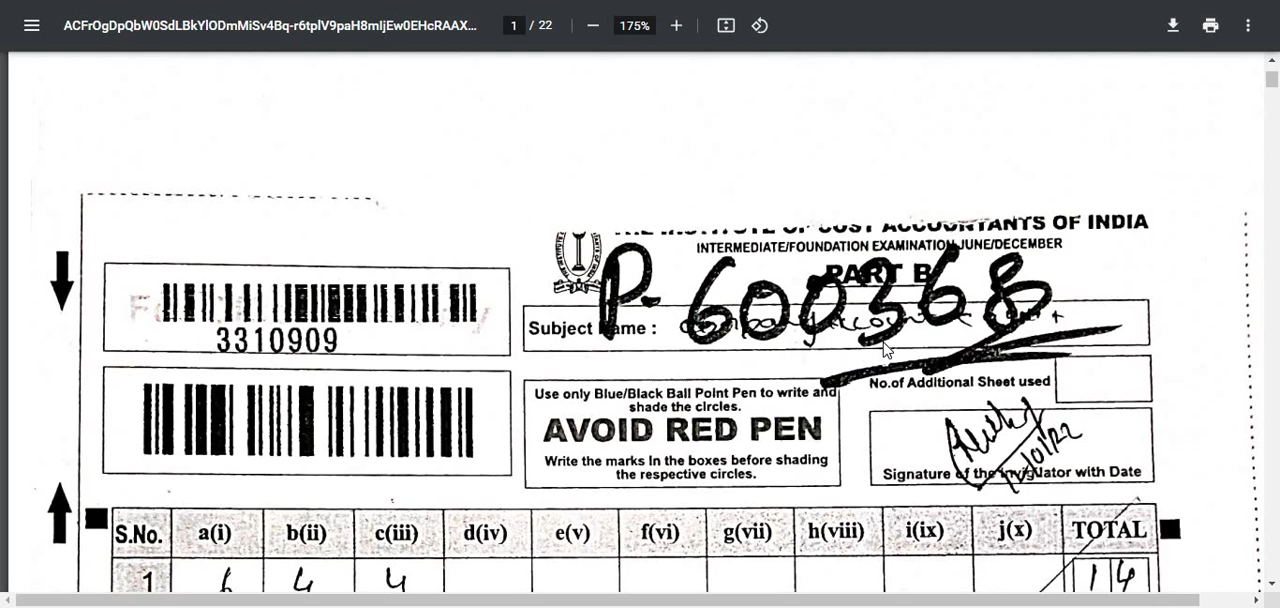 ACFrOgDpQbW0SdLBkYlODmMiSv4Bq-r6tplV9paH8mIjEw0EHcRAAX...
1 / 22
175%
THE INSTITUTE OF COST ACCOUNTANTS OF INDIA
INTERMEDIATE/FOUNDATION EXAMINATION JUNE/DECEMBER
PART B
P-600368
3310909
Subject Name :
Use only Blue/Black Ball Point Pen to write and
shade the circles.
AVOID RED PEN
Write the marks In the boxes before shading
the respective circles.
No.of Additional Sheet used
Signature of the Invigilator with Date
S.No. a(i) b(ii) c(iii) d(iv) e(v) f(vi) g(vii) h(viii) i(ix) j(x) TOTAL
1 6 4 4 14